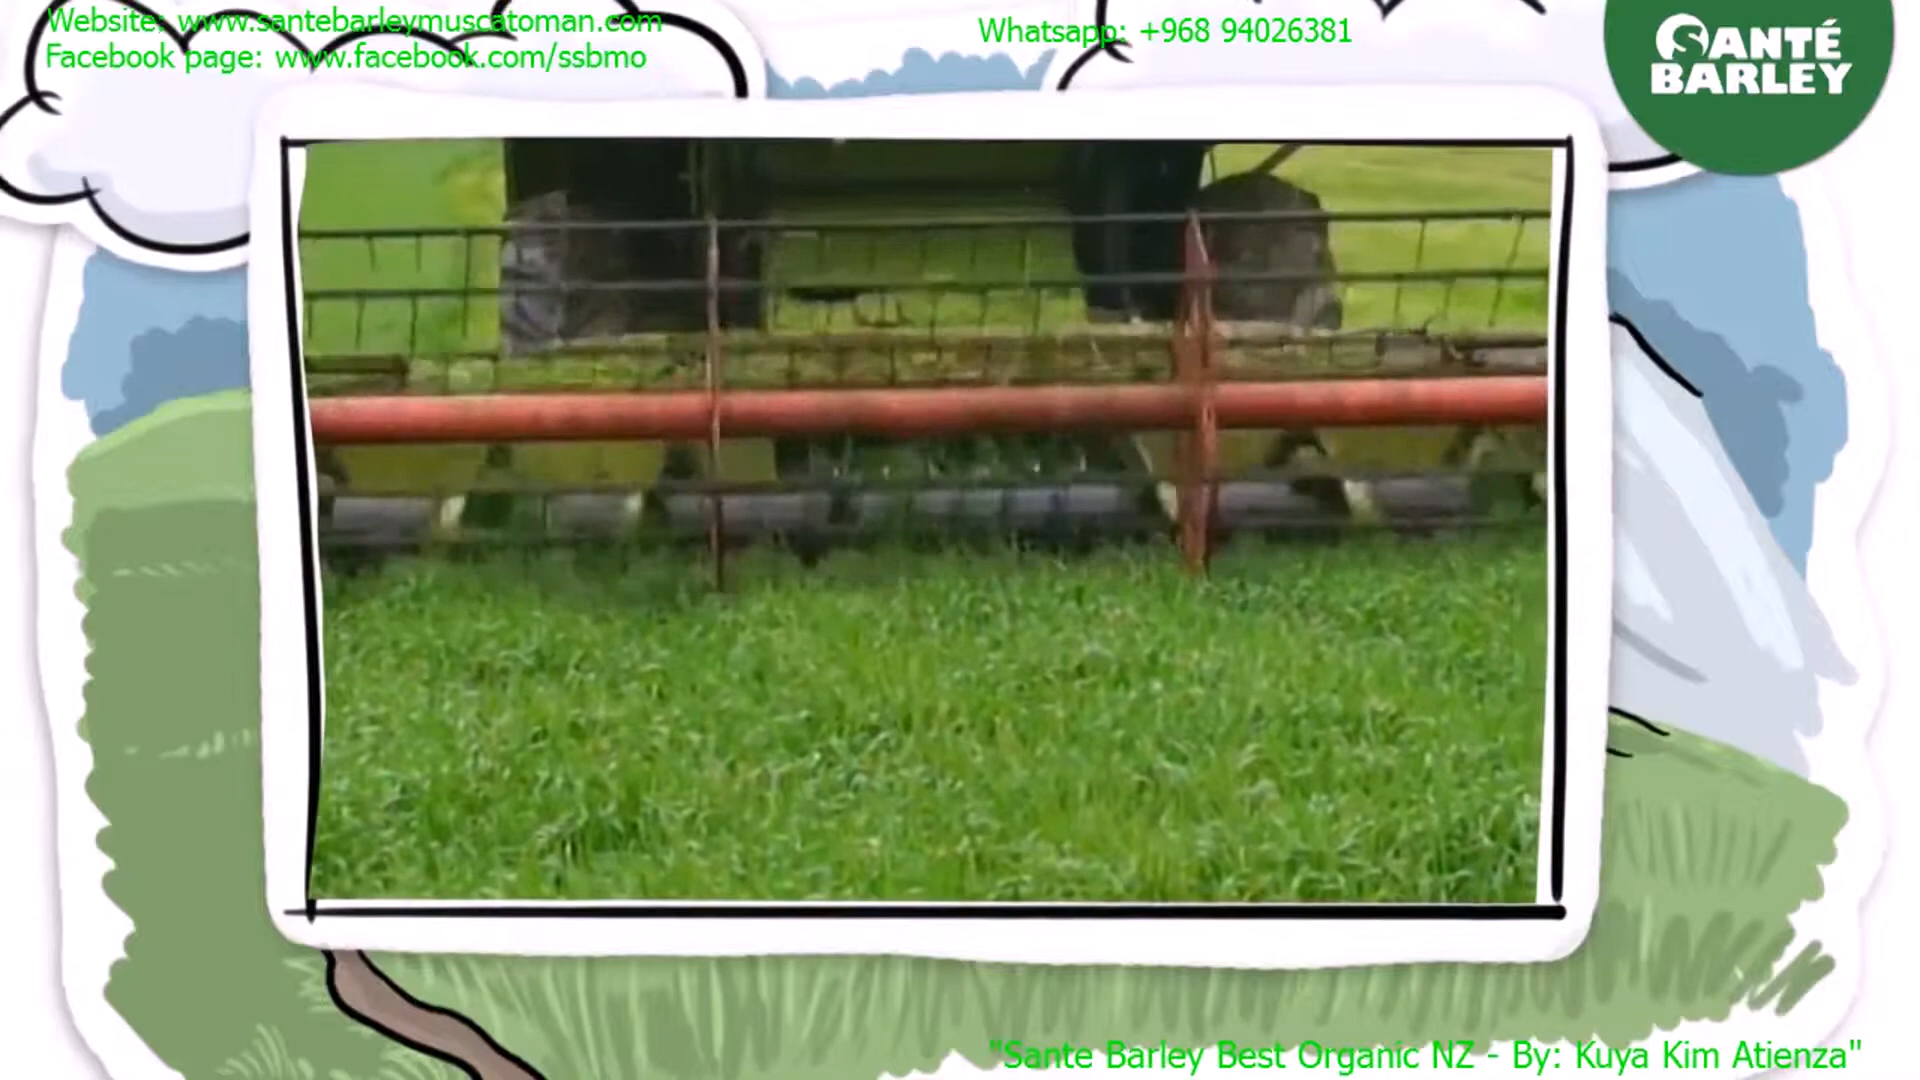 Website: www.santebarleymuscatoman.com
Facebook page: www.facebook.com/ssbmo
Whatsapp: +968 94026381
SANTÉ
BARLEY
"Sante Barley Best Organic NZ - By: Kuya Kim Atienza"